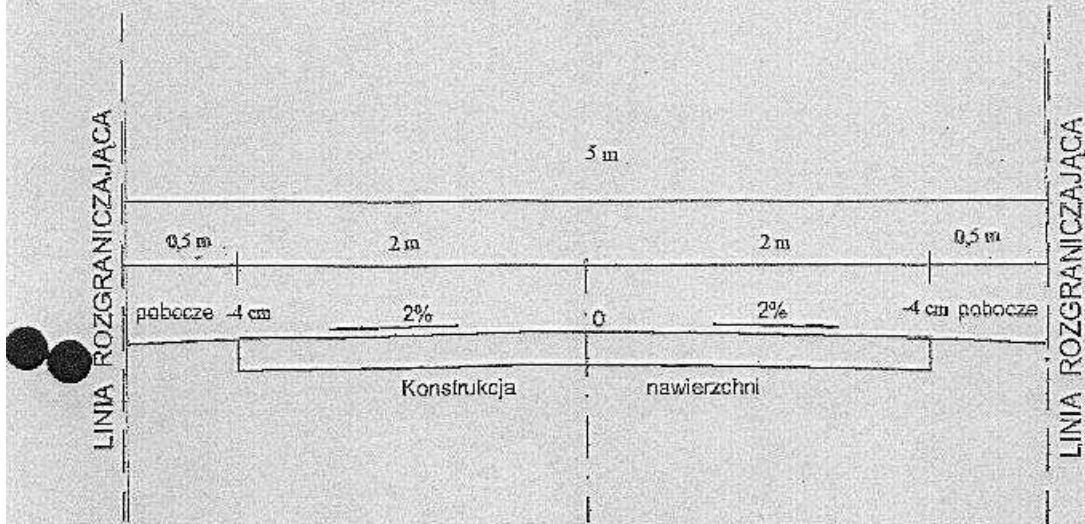 5 m
0,5 m 2 m 2 m 0,5 m
pobocze -4 cm 2% 0 2% -4 cm pobocze
Konstrukcja nawierzchni
LINIA ROZGRANICZAJĄCA
LINIA ROZGRANICZAJĄCA